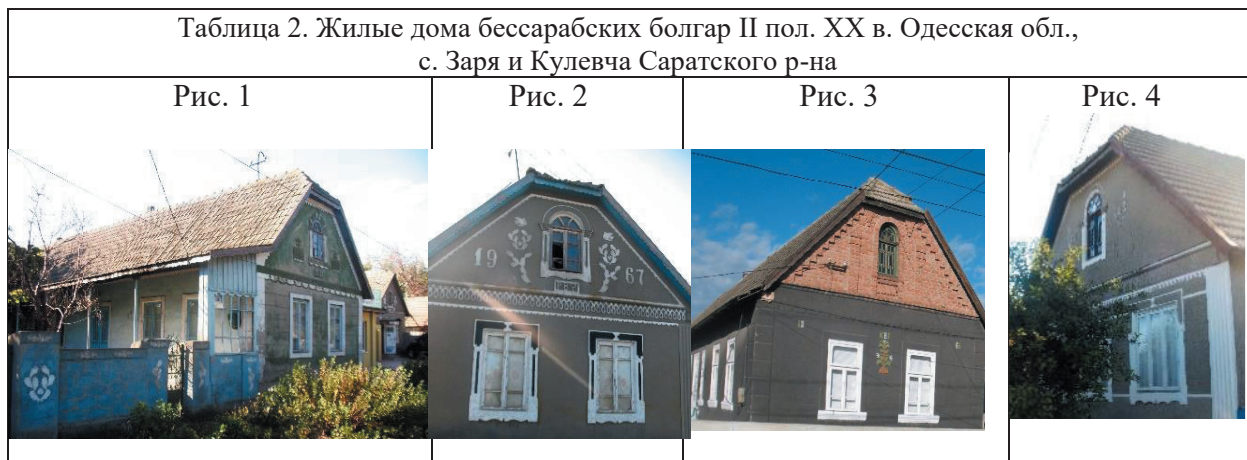 Таблица 2. Жилые дома бессарабских болгар II пол. XX в. Одесская обл.,
с. Заря и Кулевча Саратского р-на
Рис. 1
Рис. 2
Рис. 3
Рис. 4
19 67